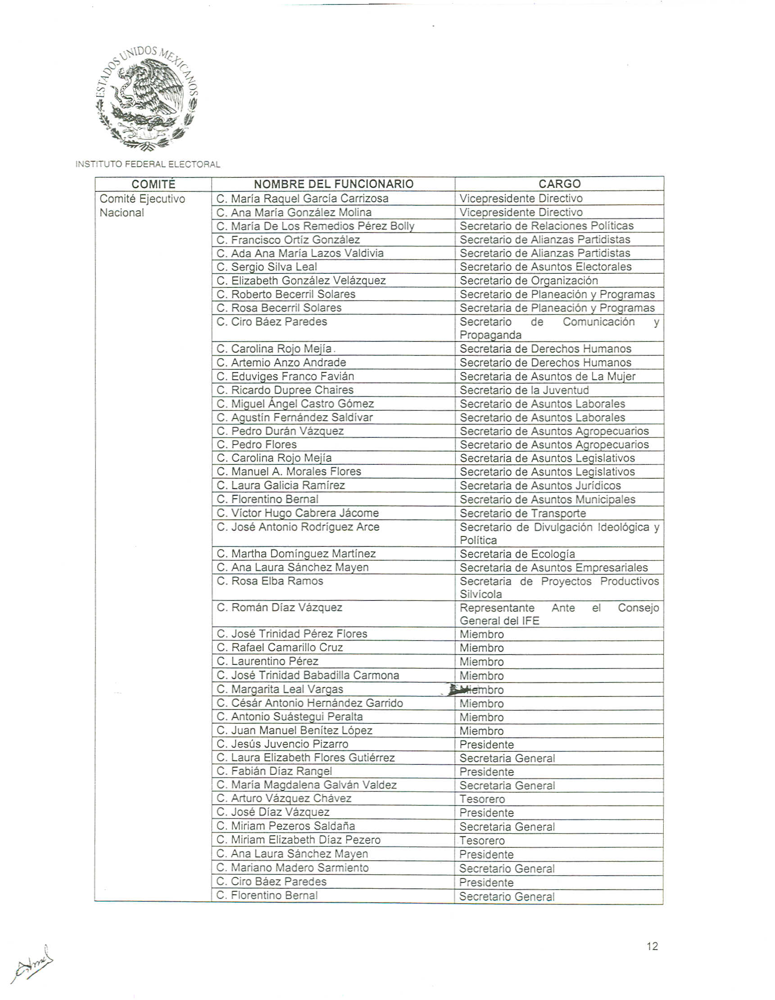 ESTADOS UNIDOS MEXICANOS
INSTITUTO FEDERAL ELECTORAL
COMITÉ NOMBRE DEL FUNCIONARIO CARGO
Comité Ejecutivo C. María Raquel García Carrizosa Vicepresidente Directivo
Nacional C. Ana María González Molina Vicepresidente Directivo
C. María De Los Remedios Pérez Bolly Secretario de Relaciones Políticas
C. Francisco Ortíz González Secretario de Alianzas Partidistas
C. Ada Ana María Lazos Valdivia Secretario de Alianzas Partidistas
C. Sergio Silva Leal Secretario de Asuntos Electorales
C. Elizabeth González Velázquez Secretario de Organización
C. Roberto Becerril Solares Secretario de Planeación y Programas
C. Rosa Becerril Solares Secretaria de Planeación y Programas
C. Ciro Báez Paredes Secretario de Comunicación y
Propaganda
C. Carolina Rojo Mejía Secretaria de Derechos Humanos
C. Artemio Anzo Andrade Secretario de Derechos Humanos
C. Eduviges Franco Favián Secretaria de Asuntos de La Mujer
C. Ricardo Dupree Chaires Secretario de la Juventud
C. Miguel Ángel Castro Gómez Secretario de Asuntos Laborales
C. Agustín Fernández Saldívar Secretario de Asuntos Laborales
C. Pedro Durán Vázquez Secretario de Asuntos Agropecuarios
C. Pedro Flores Secretario de Asuntos Agropecuarios
C. Carolina Rojo Mejía Secretaria de Asuntos Legislativos
C. Manuel A. Morales Flores Secretario de Asuntos Legislativos
C. Laura Galicia Ramírez Secretaria de Asuntos Jurídicos
C. Florentino Bernal Secretario de Asuntos Municipales
C. Víctor Hugo Cabrera Jácome Secretario de Transporte
C. José Antonio Rodríguez Arce Secretario de Divulgación Ideológica y
Política
C. Martha Domínguez Martínez Secretaria de Ecología
C. Ana Laura Sánchez Mayen Secretaria de Asuntos Empresariales
C. Rosa Elba Ramos Secretaria de Proyectos Productivos
Silvícola
C. Román Díaz Vázquez Representante Ante el Consejo
General del IFE
C. José Trinidad Pérez Flores Miembro
C. Rafael Camarillo Cruz Miembro
C. Laurentino Pérez Miembro
C. José Trinidad Babadilla Carmona Miembro
C. Margarita Leal Vargas Miembro
C. Césár Antonio Hernández Garrido Miembro
C. Antonio Suástegui Peralta Miembro
C. Juan Manuel Benítez López Miembro
C. Jesús Juvencio Pizarro Presidente
C. Laura Elizabeth Flores Gutiérrez Secretaria General
C. Fabián Díaz Rangel Presidente
C. María Magdalena Galván Valdez Secretaria General
C. Arturo Vázquez Chávez Tesorero
C. José Díaz Vázquez Presidente
C. Miriam Pezeros Saldaña Secretaria General
C. Miriam Elizabeth Díaz Pezero Tesorero
C. Ana Laura Sánchez Mayen Presidente
C. Mariano Madero Sarmiento Secretario General
C. Ciro Báez Paredes Presidente
C. Florentino Bernal Secretario General
12